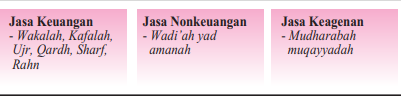 Jasa Keuangan
- Wakalah, Kafalah,
Ujr, Qardh, Sharf,
Rahn
Jasa Nonkeuangan
- Wadi’ah yad
amanah
Jasa Keagenan
- Mudharabah
muqayyadah